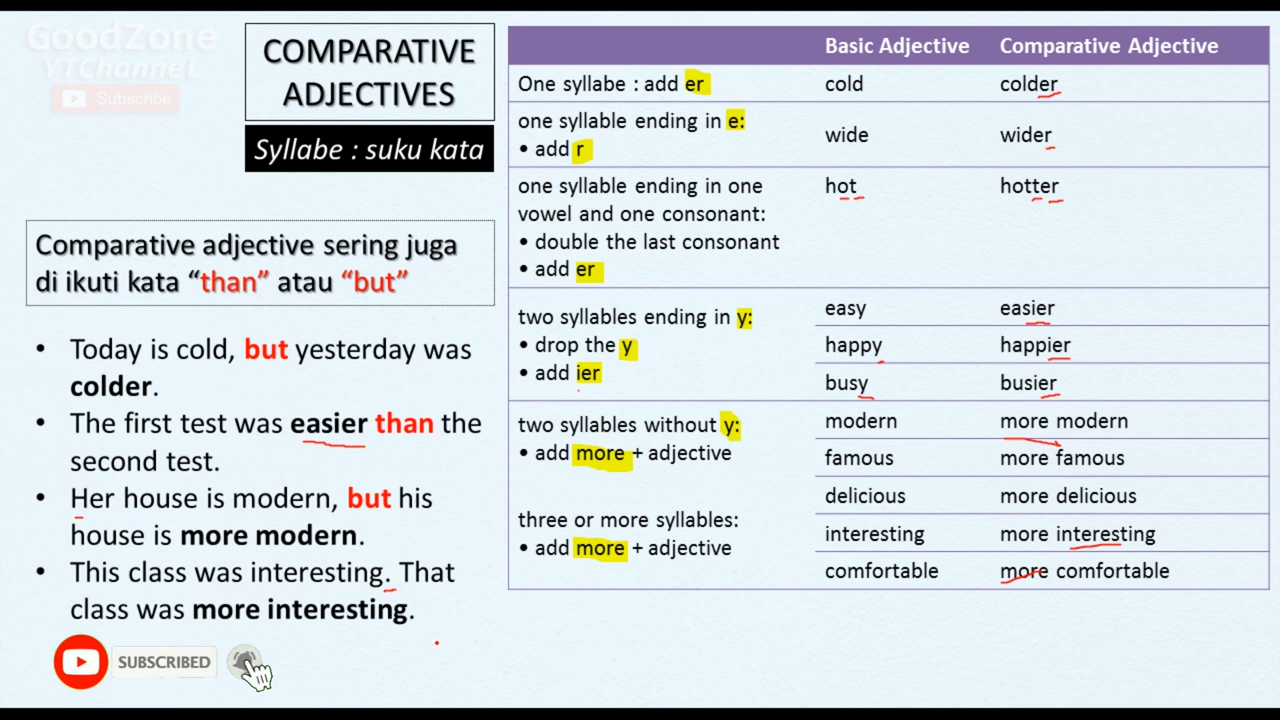 GoodZone
YTChannel
Subscribe
COMPARATIVE
ADJECTIVES
Syllabe : suku kata
Comparative adjective sering juga
di ikuti kata “than” atau “but”
• Today is cold, but yesterday was
colder.
• The first test was easier than the
second test.
• Her house is modern, but his
house is more modern.
• This class was interesting. That
class was more interesting.
SUBSCRIBED
Basic Adjective Comparative Adjective
One syllabe : add er cold colder
one syllable ending in e:
• add r
wide wider
one syllable ending in one
vowel and one consonant:
• double the last consonant
• add er
hot hotter
two syllables ending in y:
• drop the y
• add ier
easy easier
happy happier
busy busier
two syllables without y:
• add more + adjective
modern more modern
famous more famous
three or more syllables:
• add more + adjective
delicious more delicious
interesting more interesting
comfortable more comfortable